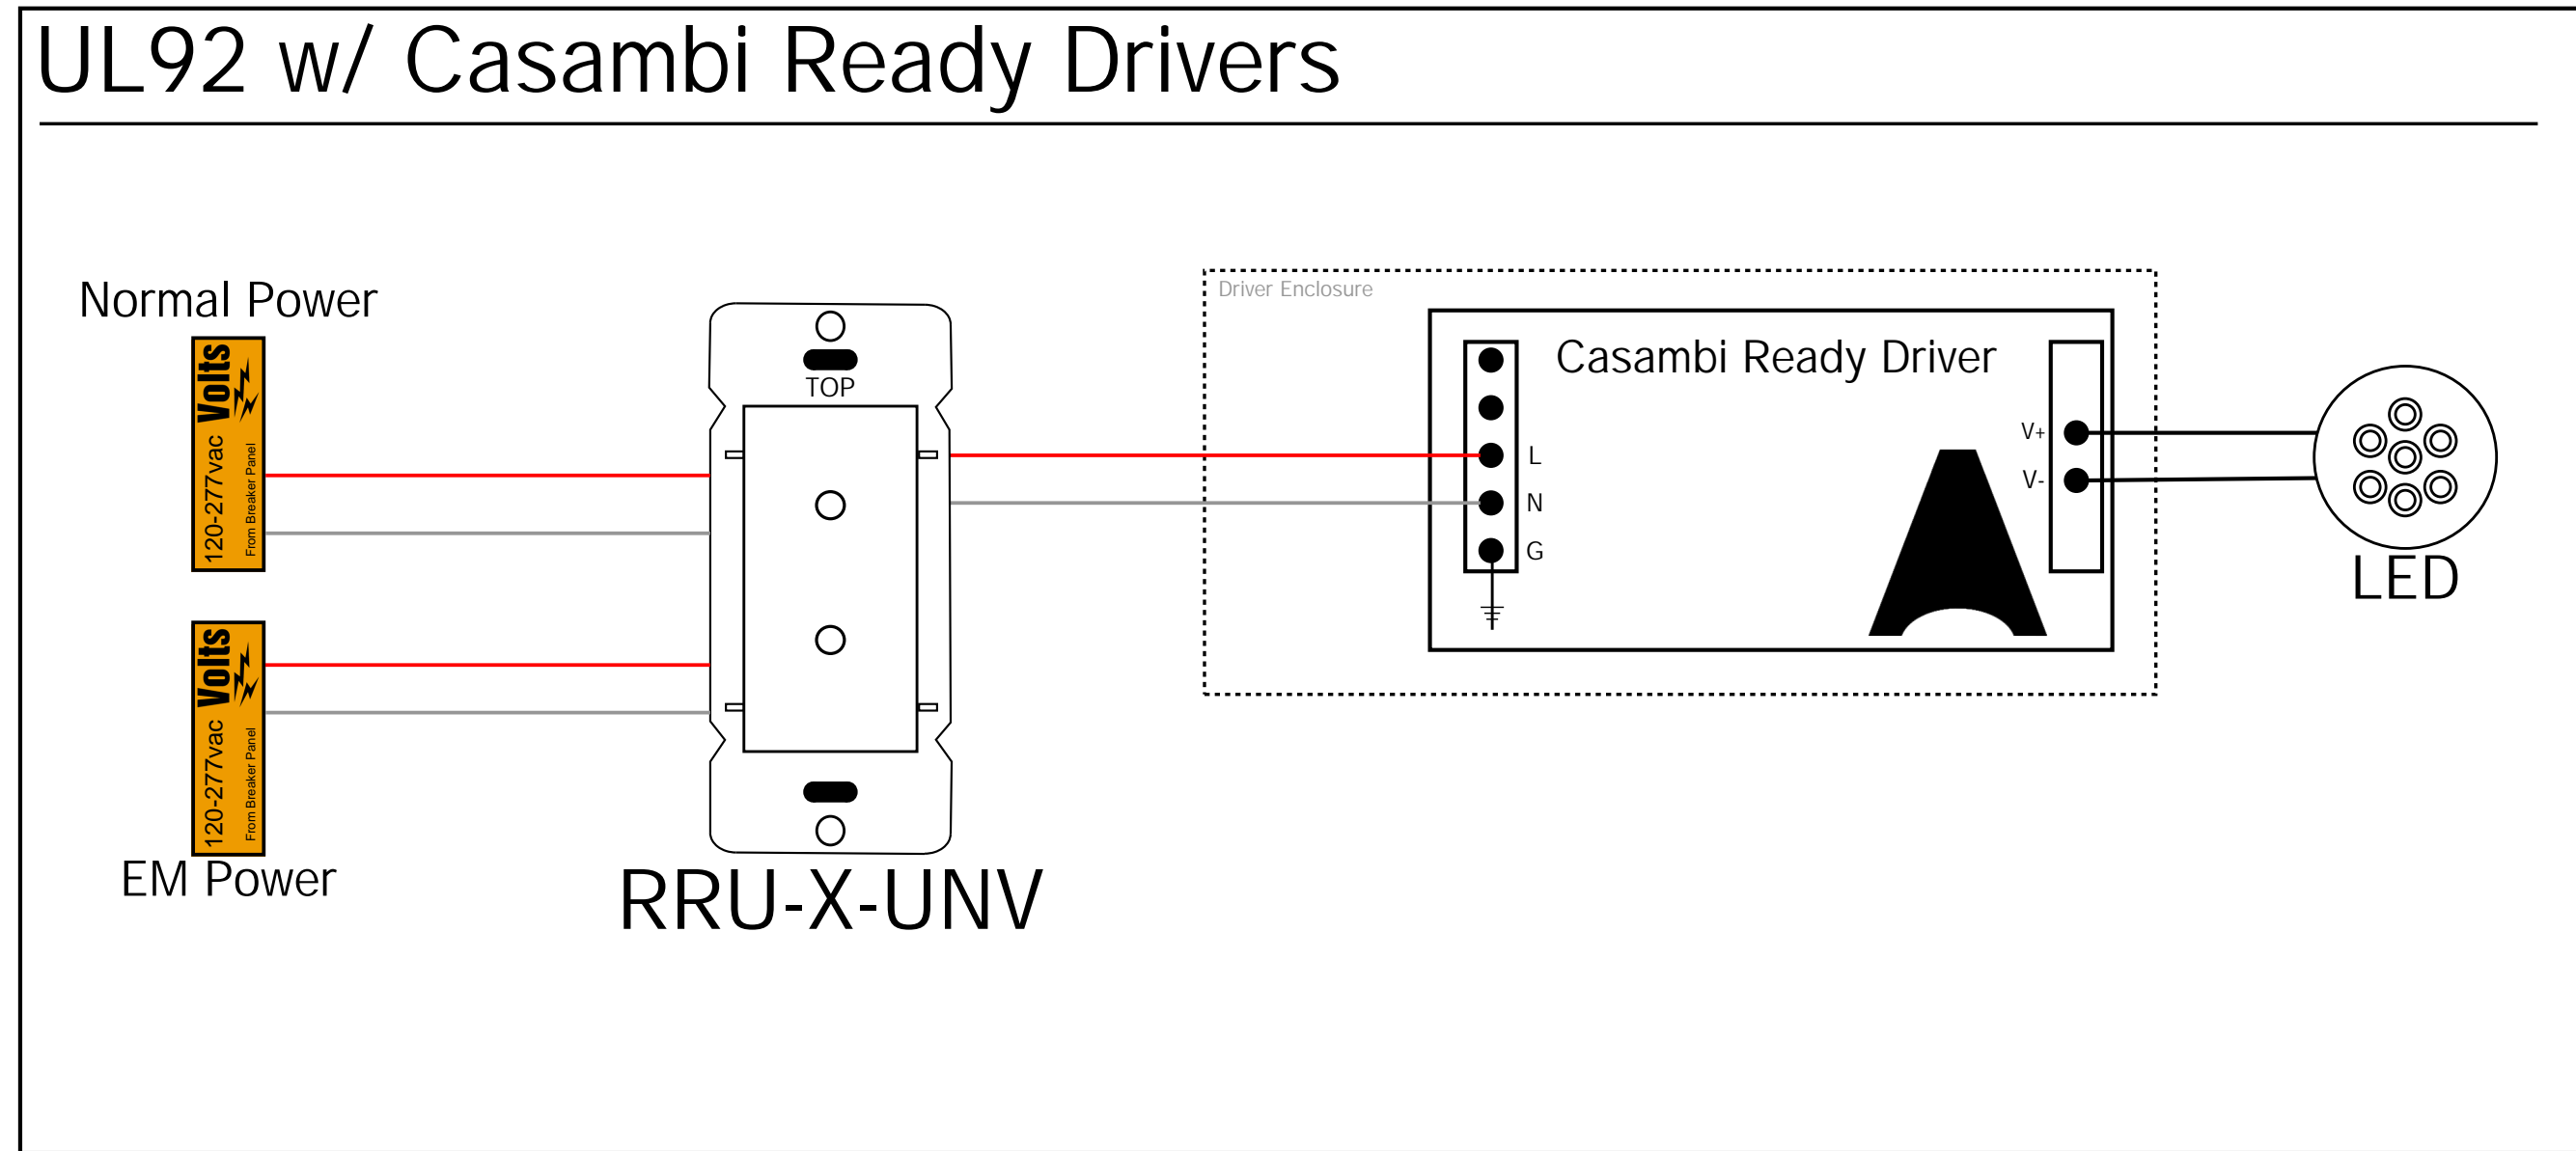 UL92 w/ Casambi Ready Drivers
Normal Power
120-277vac Volts
From Breaker Panel
EM Power
120-277vac Volts
From Breaker Panel
TOP
RRU-X-UNV
Driver Enclosure
Casambi Ready Driver
L
N
G
V+
V-
LED